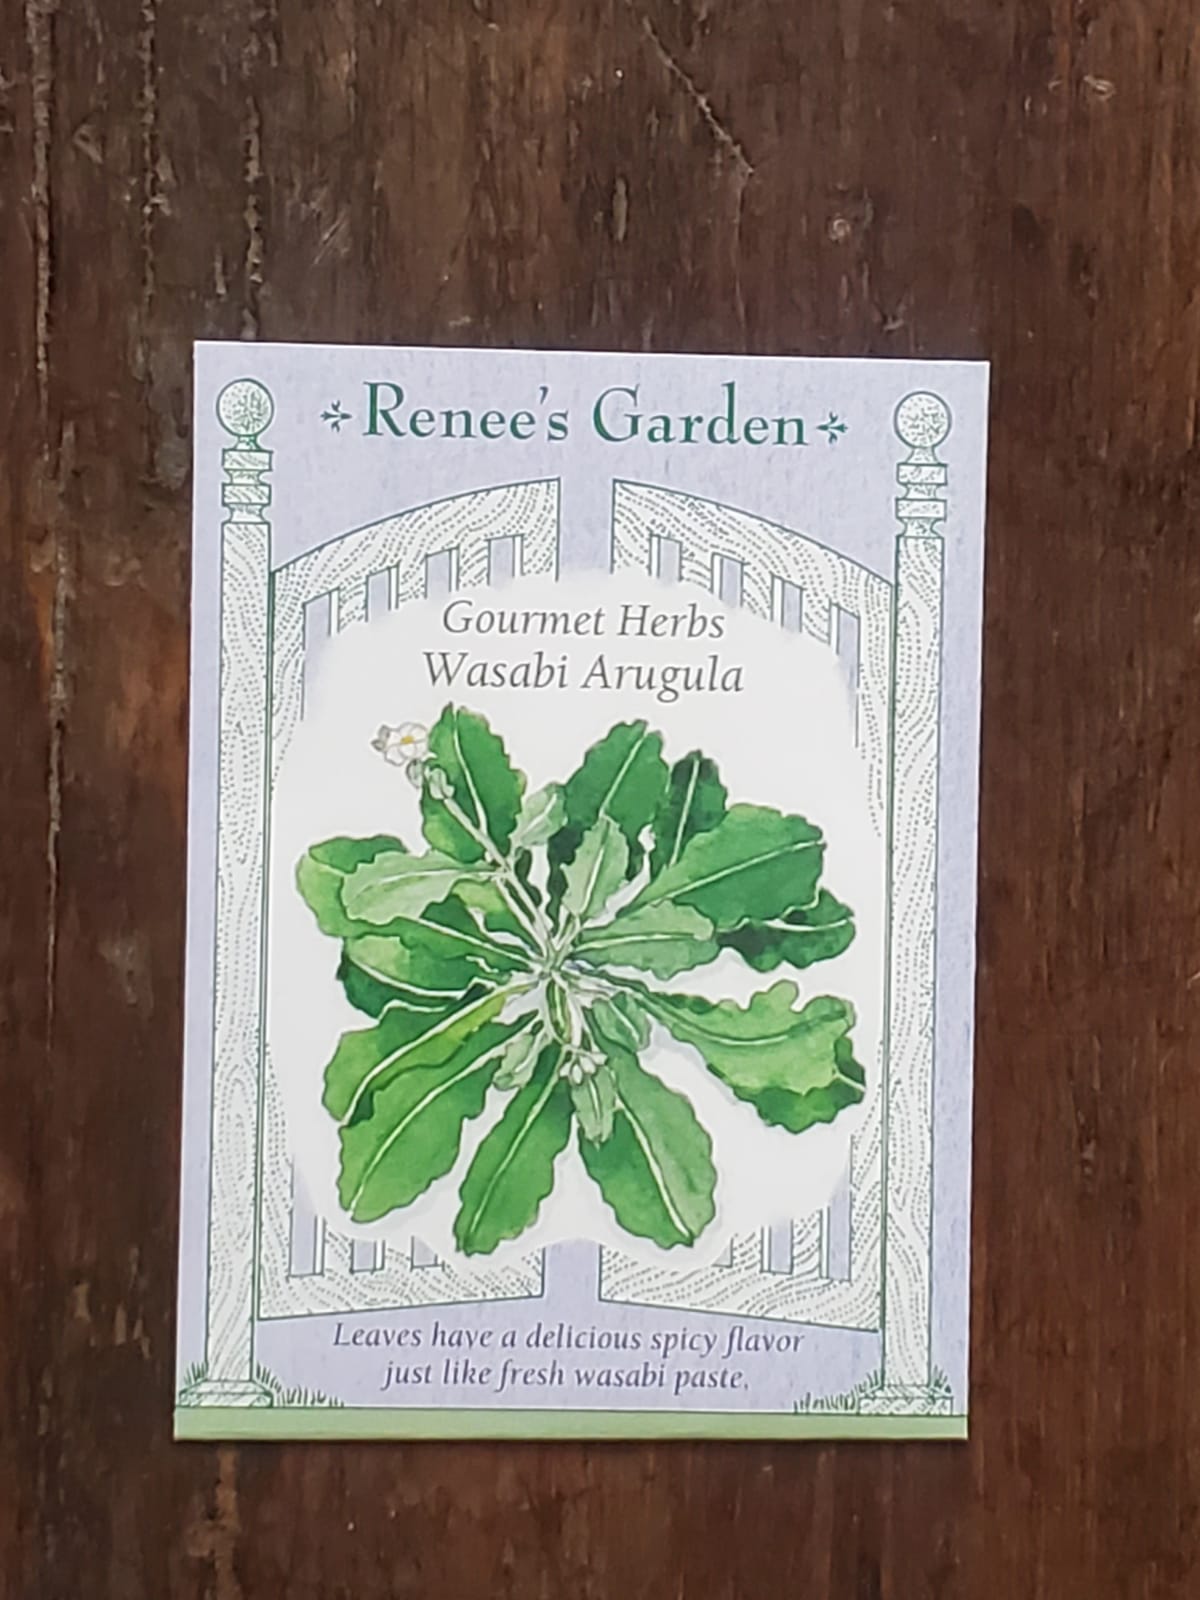 Renee's Garden
Gourmet Herbs
Wasabi Arugula
Leaves have a delicious spicy flavor
just like fresh wasabi paste.